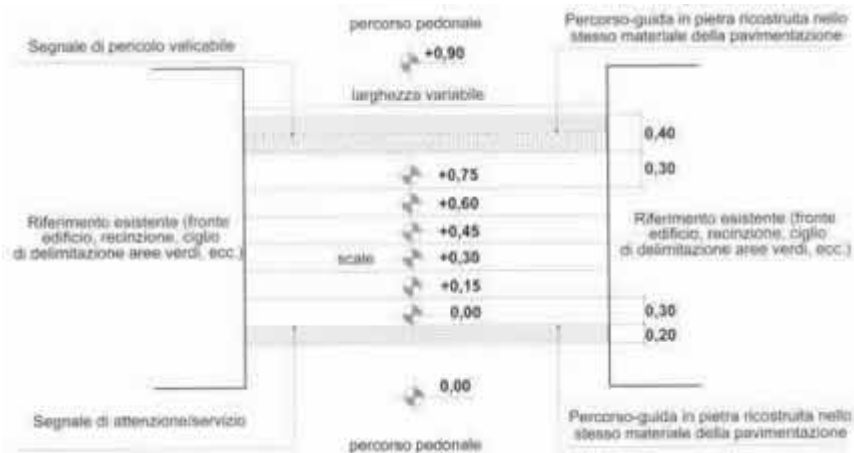 percorso pedonale
Segnale di pericolo valicabile
Percorso-guida in pietra ricostruita nello
stesso materiale della pavimentazione
+0,90
larghezza variabile
0,40
0,30
+0,75
+0,60
+0,45
+0,30
+0,15
0,00
scale
Riferimento esistente (fronte
edificio, recinzione, ciglio
di delimitazione aree verdi, ecc.)
Riferimento esistente (fronte
edificio, recinzione, ciglio
di delimitazione aree verdi, ecc.)
0,30
0,20
0,00
Segnale di attenzione/servizio
Percorso-guida in pietra ricostruita nello
stesso materiale della pavimentazione
percorso pedonale